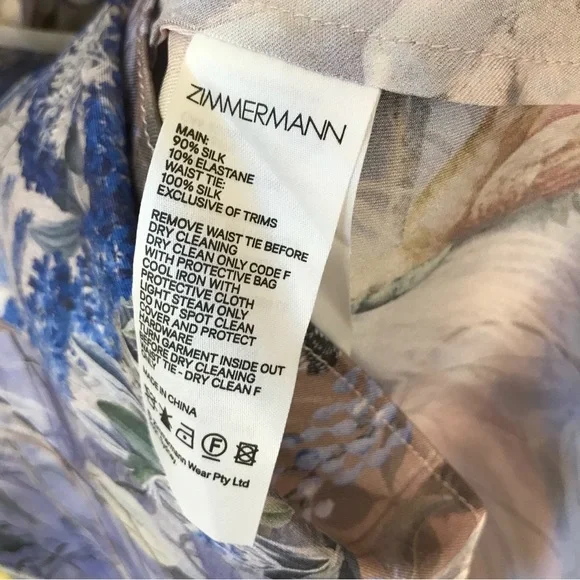 ZIMMERMANN
MAIN:
90% SILK
10% ELASTANE
WAIST TIE:
100% SILK
EXCLUSIVE OF TRIMS
REMOVE WAIST TIE BEFORE
DRY CLEANING
DRY CLEAN ONLY CODE F
WITH PROTECTIVE BAG
COOL IRON WITH
PROTECTIVE CLOTH
LIGHT STEAM ONLY
DO NOT SPOT CLEAN
COVER AND PROTECT
HARDWARE
TURN GARMENT INSIDE OUT
BEFORE DRY CLEANING
WAIST TIE - DRY CLEAN F
MADE IN CHINA
F
Wear Pty Ltd